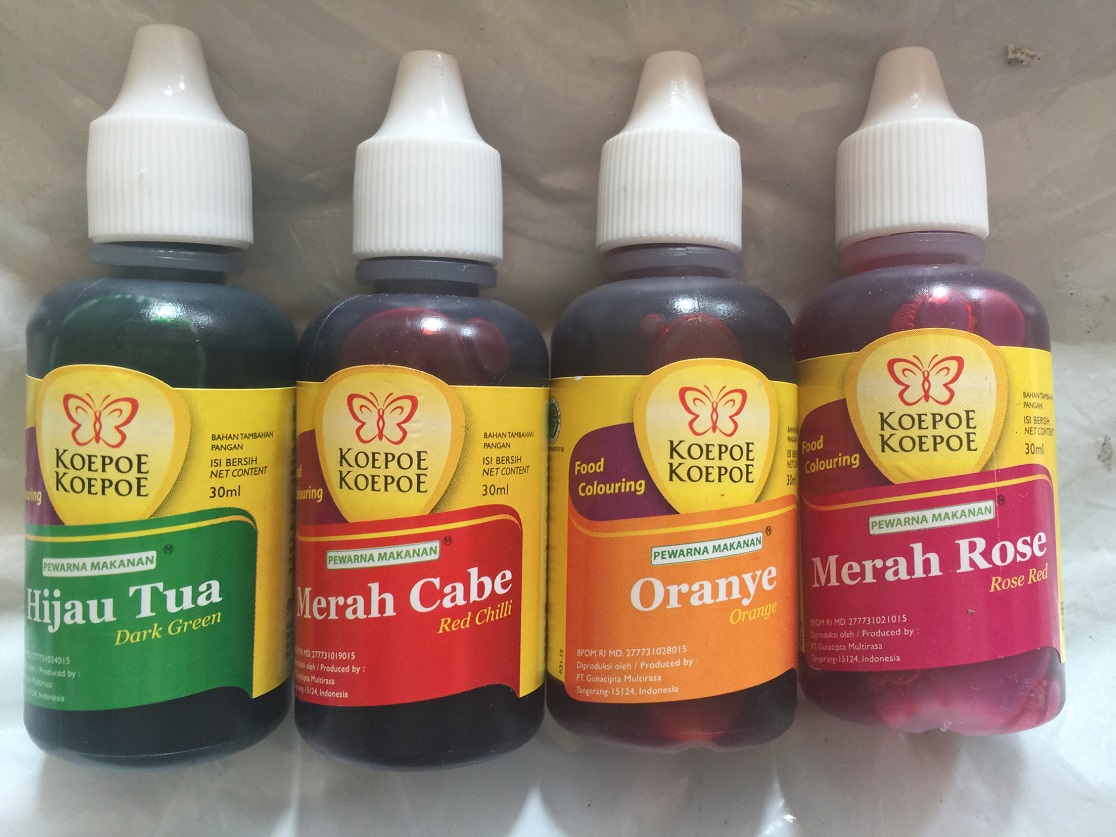 KOEPOE
KOEPOE
BAHAN TAMBAHAN
PANGAN
ISI BERSIH
NET CONTENT
30ml
PEWARNA MAKANAN
Hijau Tua
Dark Green
277731024015
Indonesia
KOEPOE
KOEPOE
BAHAN TAMBAHAN
PANGAN
ISI BERSIH
NET CONTENT
30ml
PEWARNA MAKANAN
Merah Cabe
Red Chilli
RI MD. 277731019015
oleh / Produced by :
Multirasa
Indonesia
Food
Colouring
KOEPOE
KOEPOE
PEWARNA MAKANAN
Oranye
Orange
BPOM RI MD. 277731028015
Diproduksi oleh / Produced by :
PT. Gunacipta Multirasa
Tangerang-15124, Indonesia
Food
Colouring
KOEPOE
KOEPOE
BAHAN TAMBAHAN
PANGAN
ISI BERSIH
NET CONTENT
30ml
PEWARNA MAKANAN
Merah Rose
Rose Red
BPOM RI MD. 277731021015
Diproduksi oleh / Produced by :
PT. Gunacipta Multirasa
Tangerang-15124, Indonesia